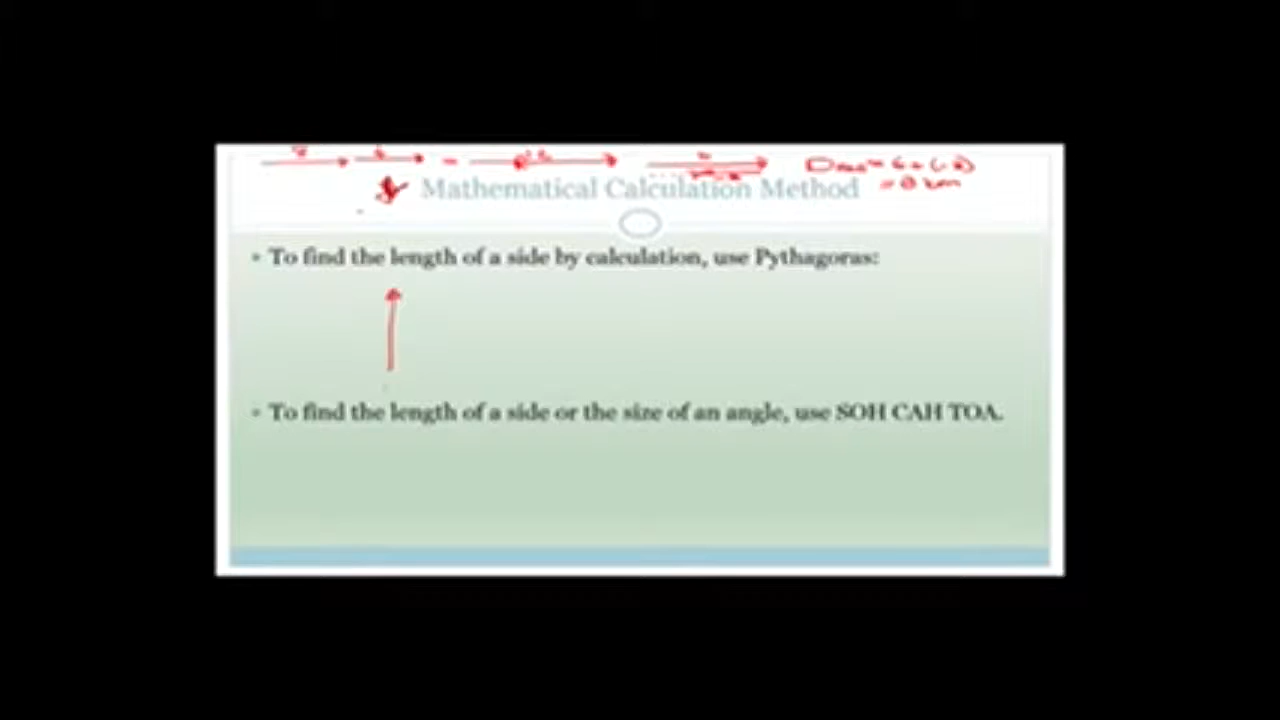 Mathematical Calculation Method
To find the length of a side by calculation, use Pythagoras:
To find the length of a side or the size of an angle, use SOH CAH TOA.